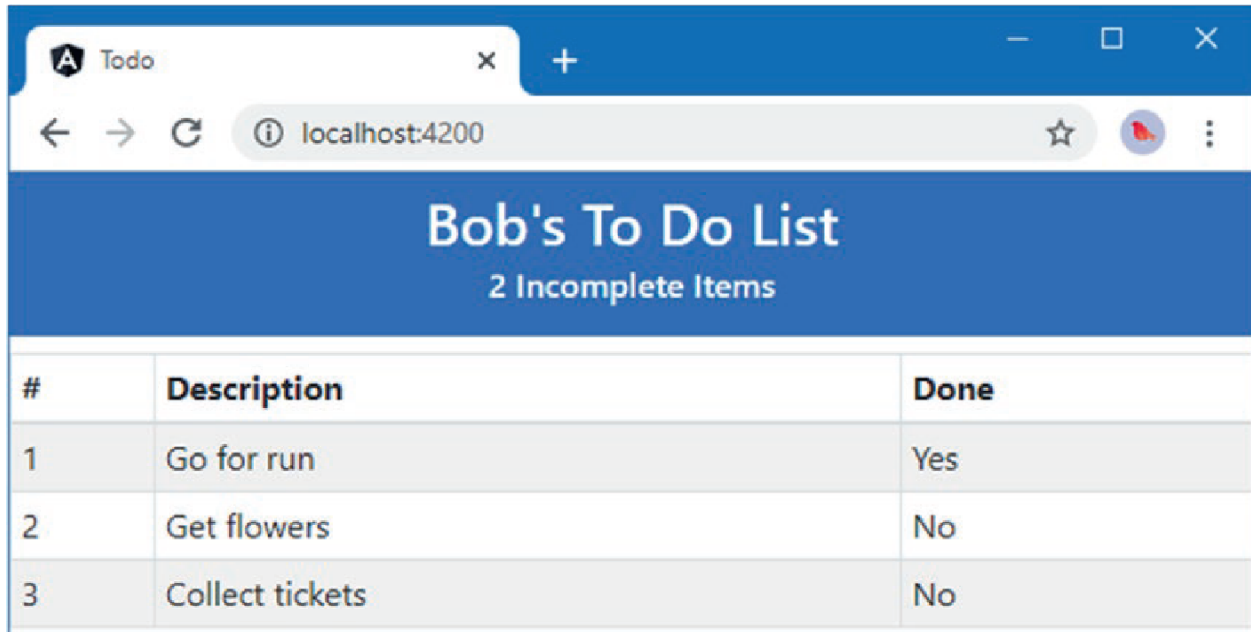 Todo
localhost:4200
Bob's To Do List
2 Incomplete Items
# Description Done
1 Go for run Yes
2 Get flowers No
3 Collect tickets No